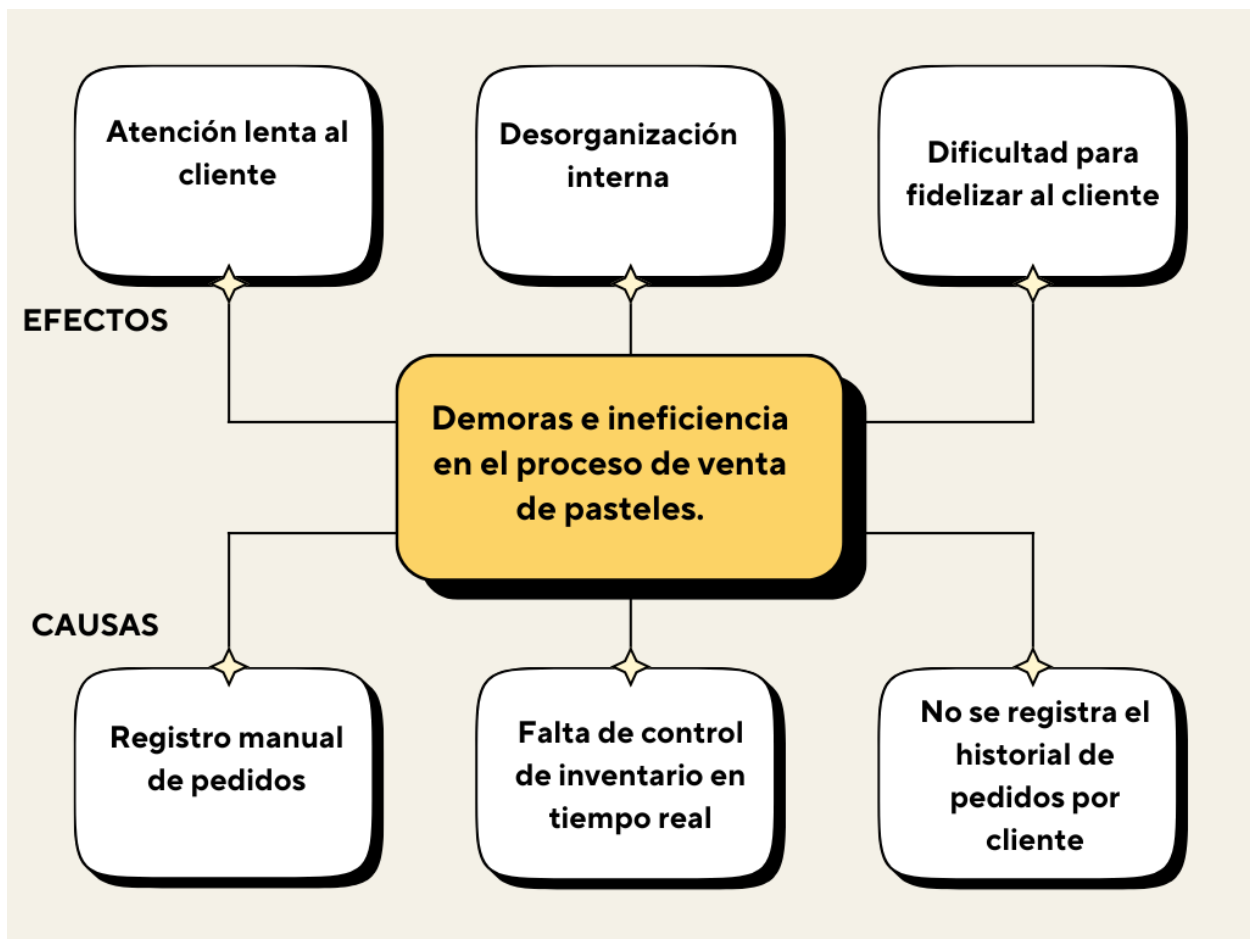 Atención lenta al
cliente
Desorganización
interna
Dificultad para
fidelizar al cliente
EFECTOS
Demoras e ineficiencia
en el proceso de venta
de pasteles.
CAUSAS
Registro manual
de pedidos
Falta de control
de inventario en
tiempo real
No se registra el
historial de
pedidos por
cliente